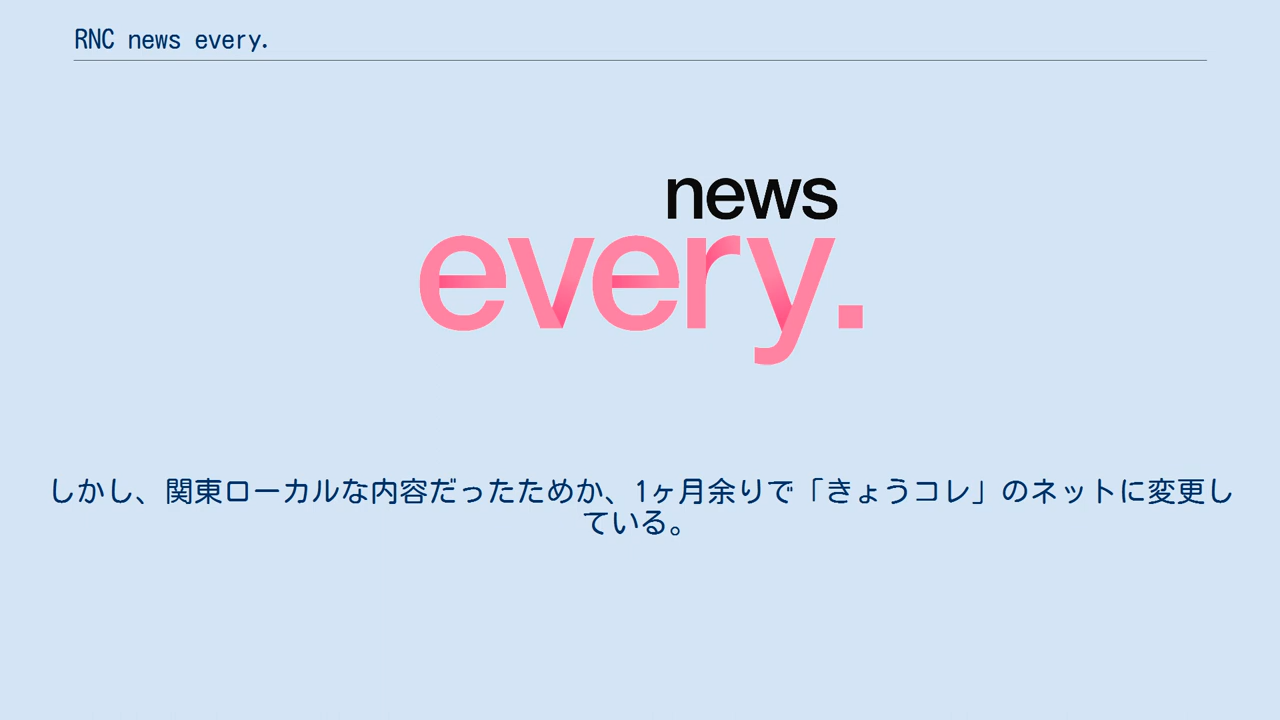 RNC news every.
news
every.
しかし、関東ローカルな内容だったためか、1ヶ月余りで「きょうコレ」のネットに変更し
ている。